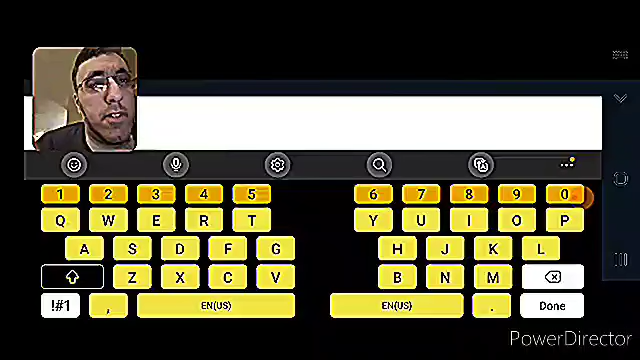 1 2 3 4 5 6 7 8 9 0
Q W E R T Y U I O P
A S D F G H J K L
Z X C V B N M
!#1 , EN(US) EN(US) . Done
PowerDirector